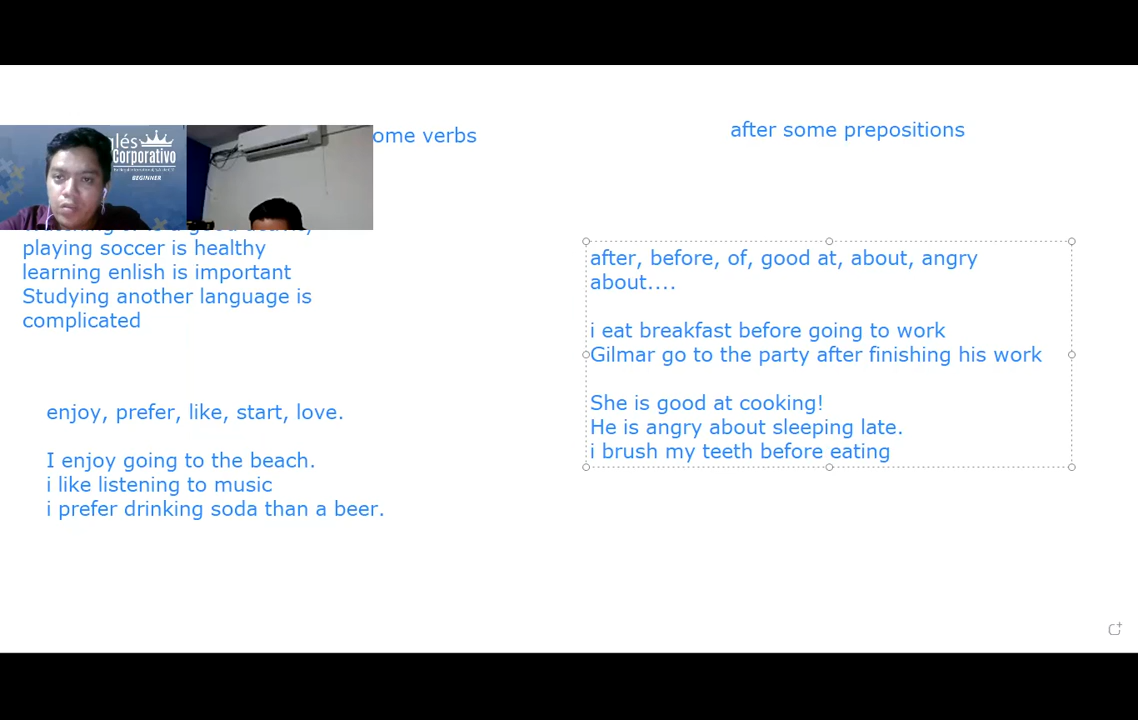 lés
Corporativo
BEGINNER
ome verbs
after some prepositions
playing soccer is healthy
learning enlish is important
Studying another language is
complicated
enjoy, prefer, like, start, love.
I enjoy going to the beach.
i like listening to music
i prefer drinking soda than a beer.
after, before, of, good at, about, angry
about....
i eat breakfast before going to work
Gilmar go to the party after finishing his work
She is good at cooking!
He is angry about sleeping late.
i brush my teeth before eating